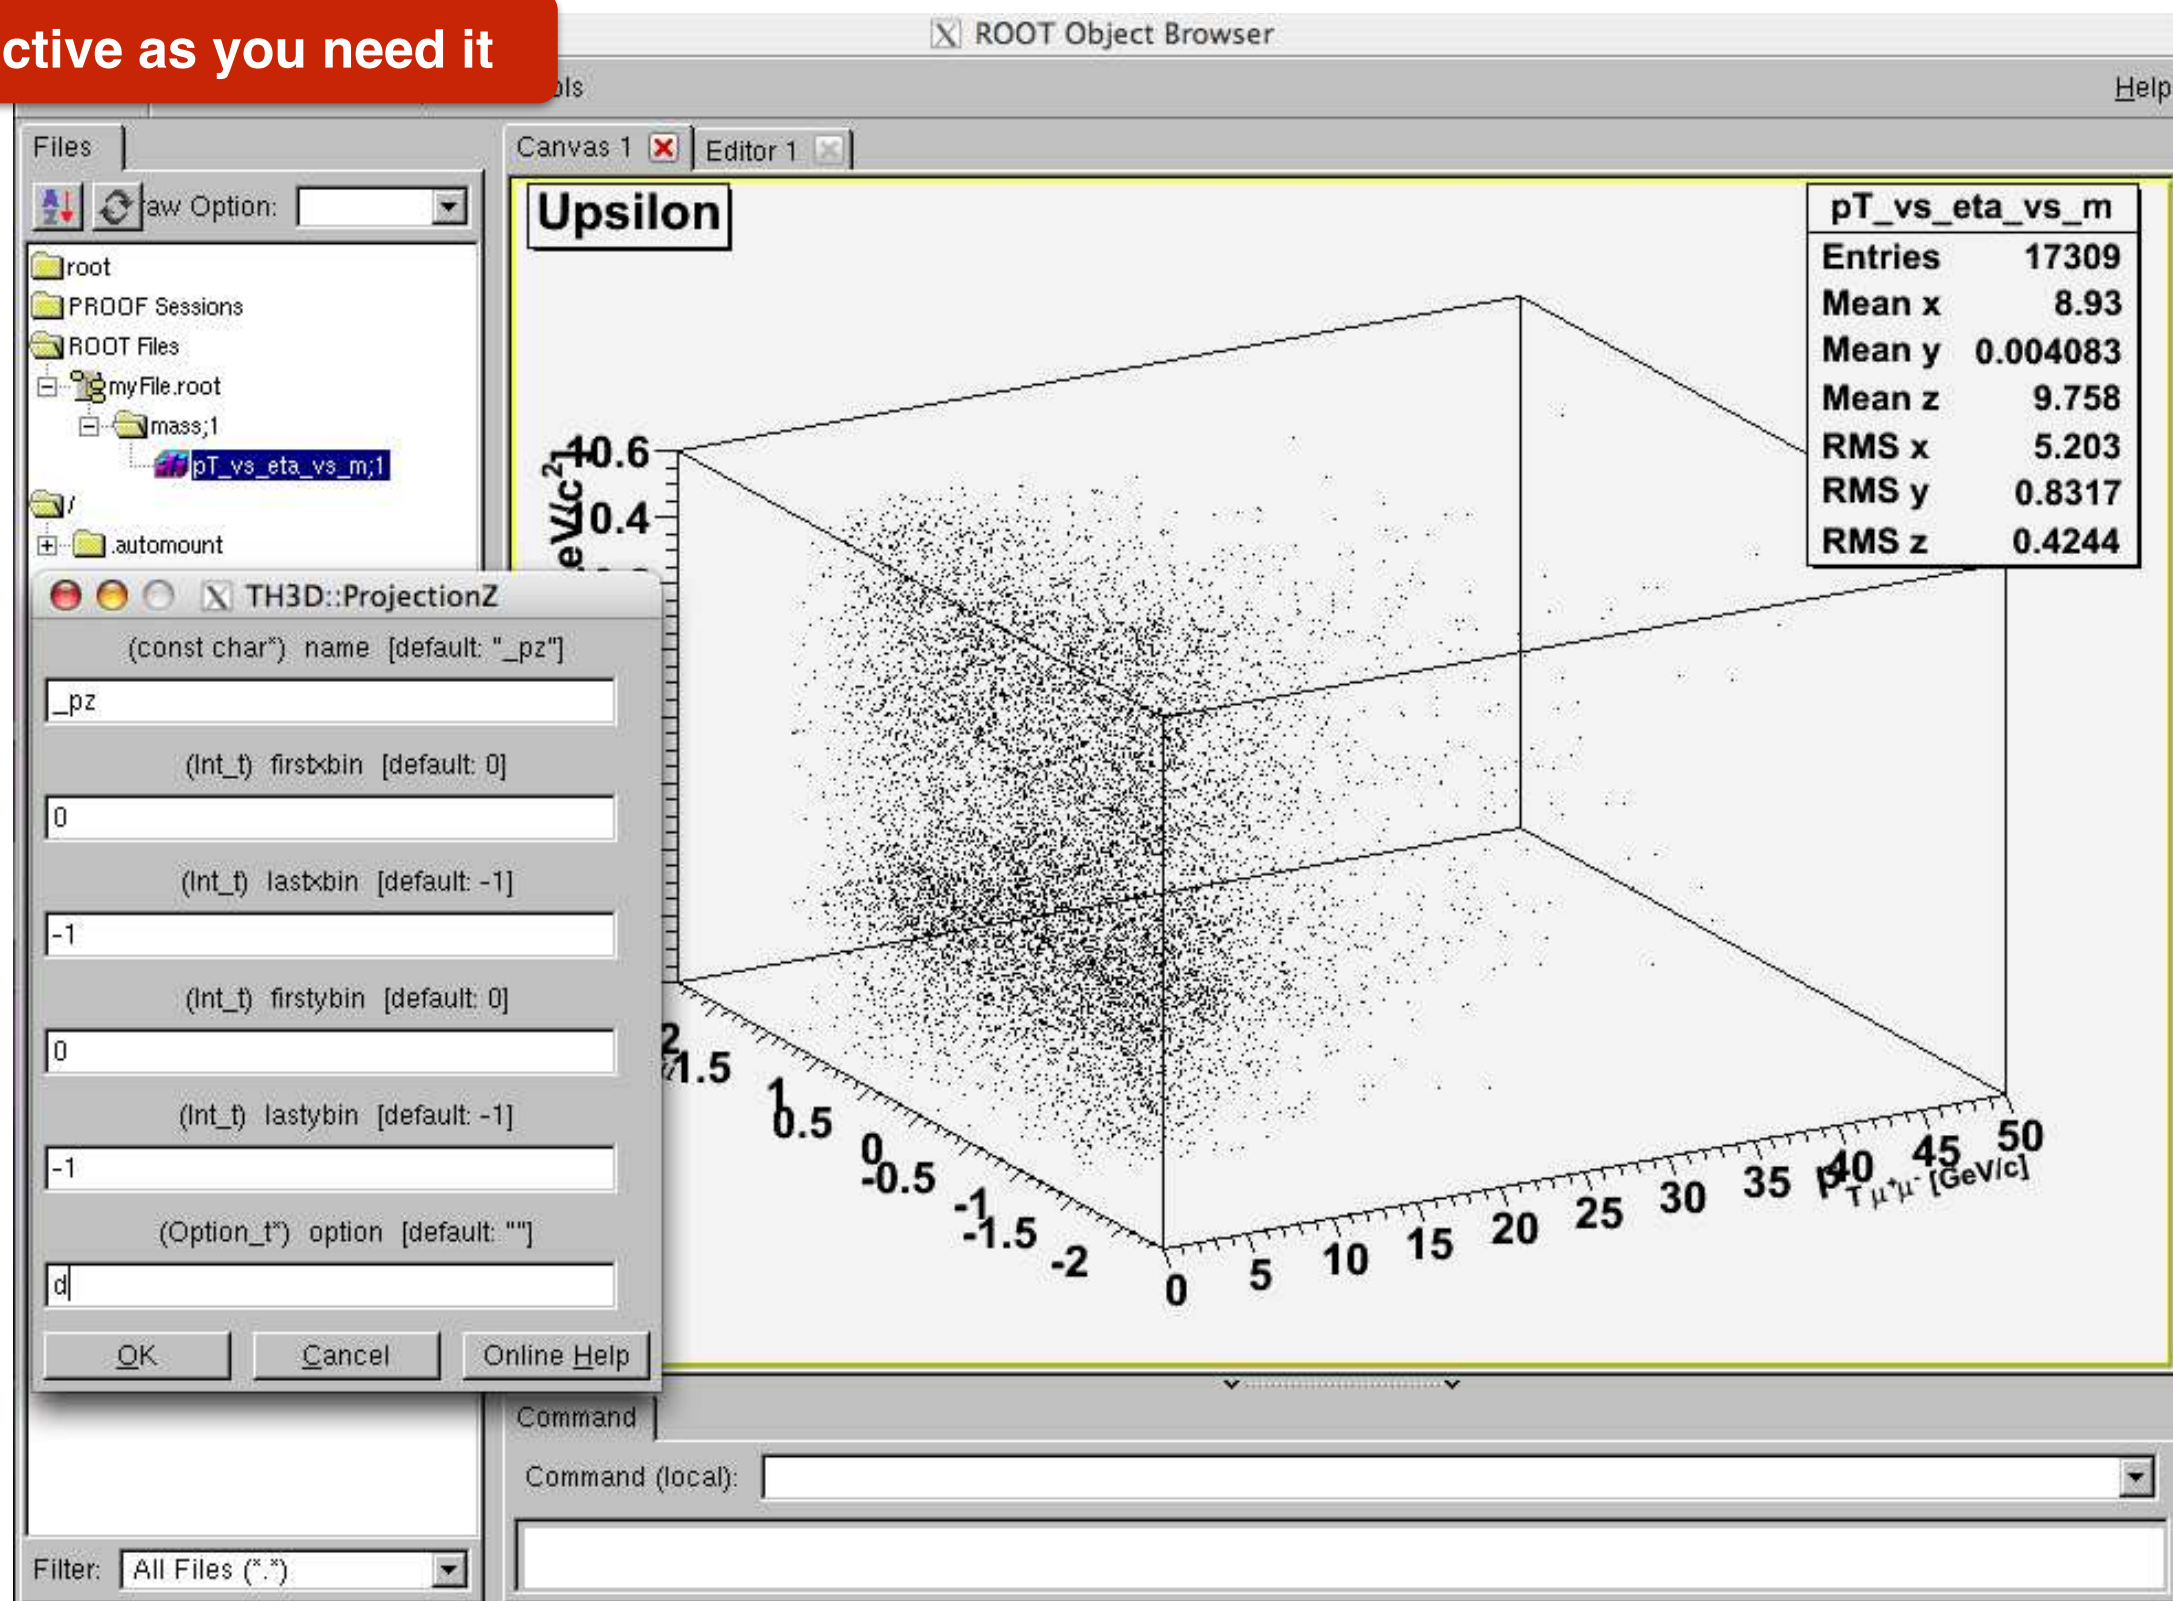 ctive as you need it
ROOT Object Browser
Help
Files
Canvas 1
Editor 1
aw Option:
root
PROOF Sessions
ROOT Files
myFile.root
mass;1
pT_vs_eta_vs_m;1
/
.automount
Upsilon
pT_vs_eta_vs_m
Entries 17309
Mean x 8.93
Mean y 0.004083
Mean z 9.758
RMS x 5.203
RMS y 0.8317
RMS z 0.4244
10.6
10.4
eV/c²]
TH3D::ProjectionZ
(const char*) name [default: "_pz"]
_pz
(Int_t) firstxbin [default: 0]
0
(Int_t) lastxbin [default: -1]
-1
(Int_t) firstybin [default: 0]
0
(Int_t) lastybin [default: -1]
-1
(Option_t*) option [default: ""]
d
OK
Cancel
Online Help
2
1.5
1
0.5
0
-0.5
-1
-1.5
-2
0
5
10
15
20
25
30
35
40
45
50
pT μ⁺μ⁻ [GeV/c]
Command
Command (local):
Filter:
All Files (*.*)